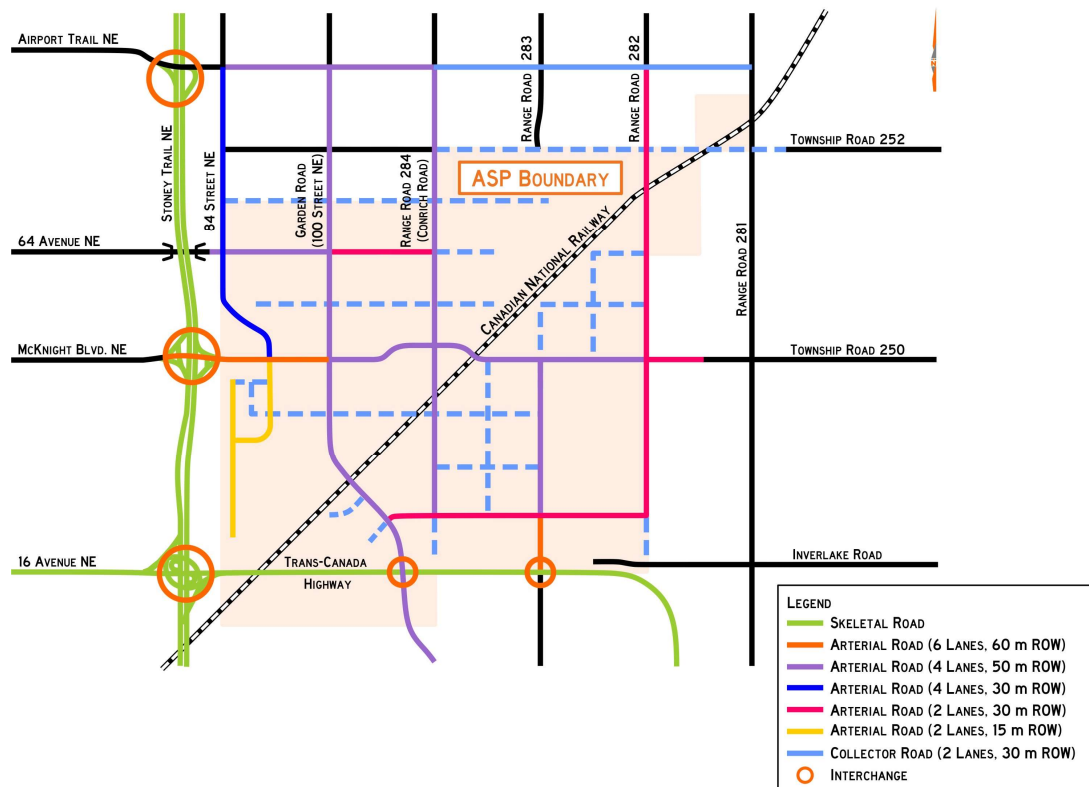 AIRPORT TRAIL NE
STONEY TRAIL NE
84 STREET NE
GARDEN ROAD
(100 STREET NE)
RANGE ROAD 284
(CONRICH ROAD)
RANGE ROAD 283
RANGE ROAD 282
RANGE ROAD 281
TOWNSHIP ROAD 252
ASP BOUNDARY
64 AVENUE NE
CANADIAN NATIONAL RAILWAY
MCKNIGHT BLVD. NE
TOWNSHIP ROAD 250
16 AVENUE NE
TRANS-CANADA
HIGHWAY
INVERLAKE ROAD
LEGEND
SKELETAL ROAD
ARTERIAL ROAD (6 LANES, 60 m ROW)
ARTERIAL ROAD (4 LANES, 50 m ROW)
ARTERIAL ROAD (4 LANES, 30 m ROW)
ARTERIAL ROAD (2 LANES, 30 m ROW)
ARTERIAL ROAD (2 LANES, 15 m ROW)
COLLECTOR ROAD (2 LANES, 30 m ROW)
INTERCHANGE